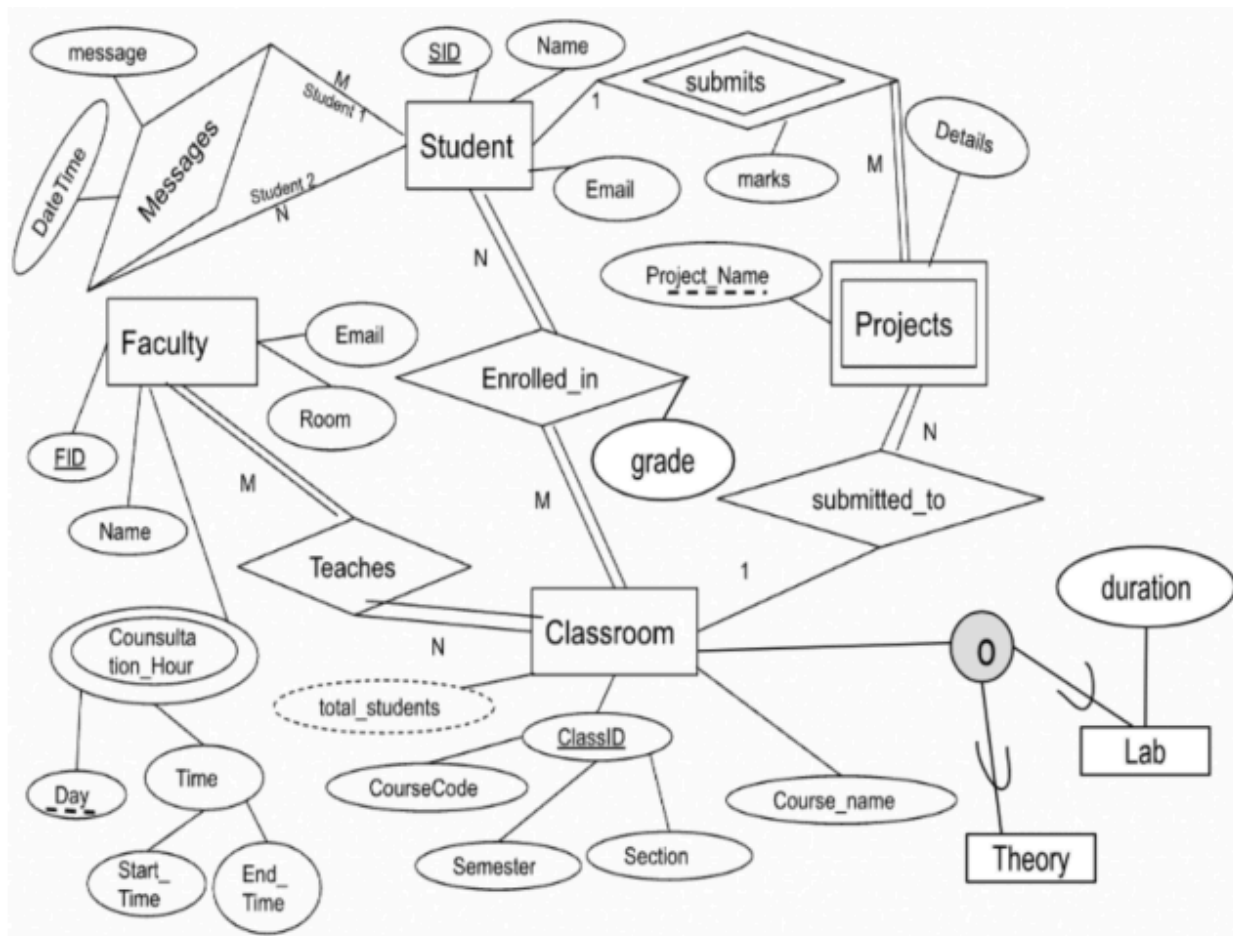 message
SID
Name
submits
M
Student 1
1
DateTime
Messages
Student
Details
Student 2
N
Email
marks
M
N
Project_Name
Projects
Faculty
Email
Enrolled_in
Room
N
FID
grade
M
submitted_to
Name
M
Teaches
1
duration
Classroom
O
Counsulta
tion_Hour
N
total_students
ClassID
Lab
Time
CourseCode
Course_name
Day
Semester
Section
Theory
Start_
Time
End_
Time